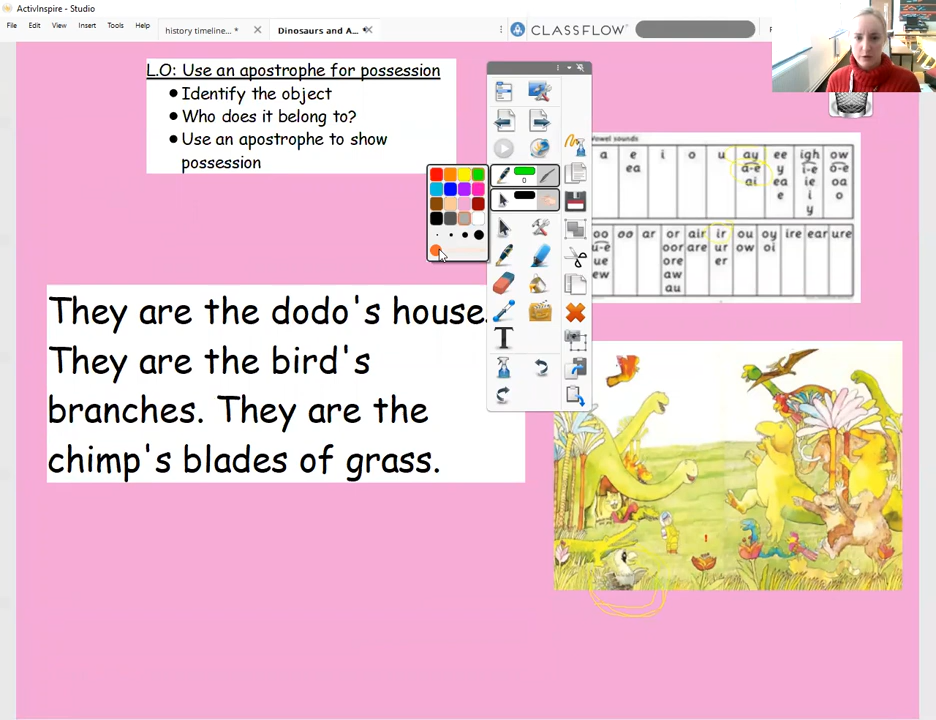 ActivInspire - Studio
File Edit View Insert Tools Help
history timeline...*
Dinosaurs and A...
CLASSFLOW
L.O: Use an apostrophe for possession
• Identify the object
• Who does it belong to?
• Use an apostrophe to show
possession
Vowel sounds
a e i o u ay ee igh ow
ea a-e y i-e o-e
ai ea ie oa
e i o
y
oo oo ar or air ir ou oy ire ear ure
u-e oor are ur ow oi
ue ore er
ew aw
au
They are the dodo's house.
They are the bird's
branches. They are the
chimp's blades of grass.
T